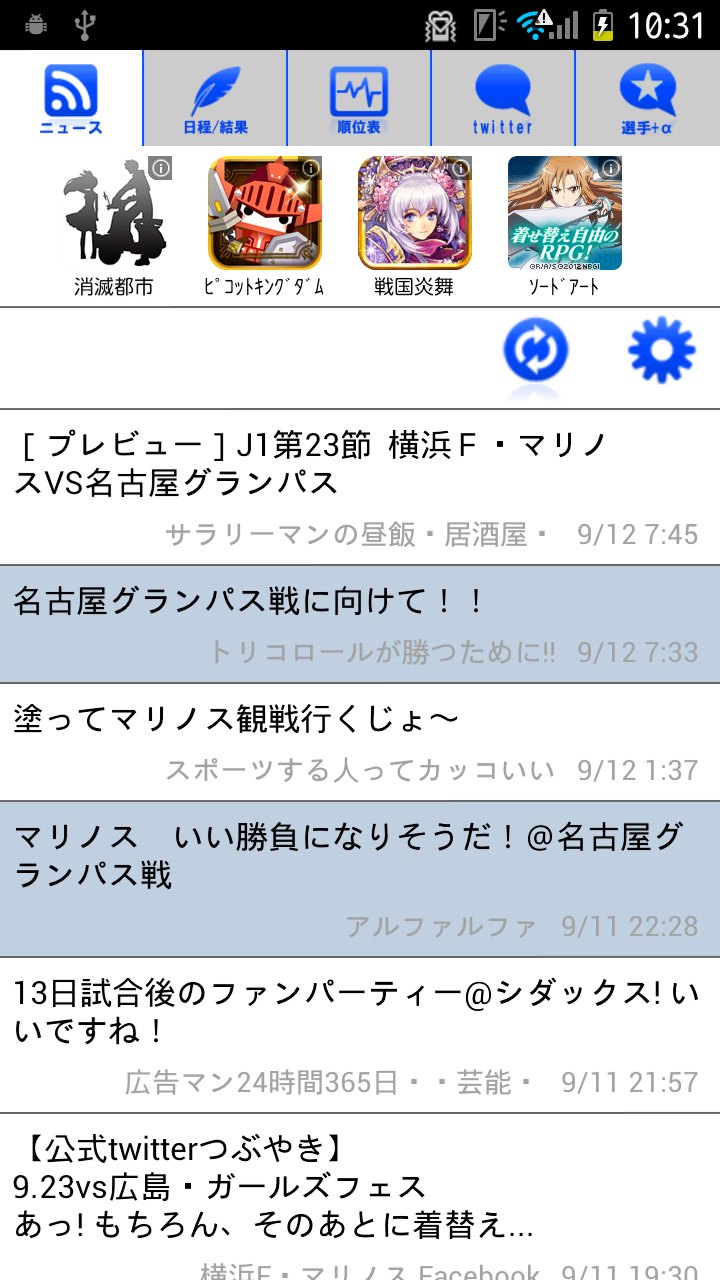 10:31
ニュース
日程/結果
順位表
twitter
選手+α
着せ替え自由の
RPG!
GR/A/S ©2012NBGI
消滅都市
ﾋﾟｺｯﾄｷﾝｸﾞﾀﾞﾑ
戦国炎舞
ｿｰﾄﾞｱｰﾄ
[ プレビュー ] J1第23節 横浜Ｆ・マリノ
スVS名古屋グランパス
サラリーマンの昼飯・居酒屋・ 9/12 7:45
名古屋グランパス戦に向けて！！
トリコロールが勝つために!! 9/12 7:33
塗ってマリノス観戦行くじょ〜
スポーツする人ってカッコいい 9/12 1:37
マリノス　いい勝負になりそうだ！＠名古屋グ
ランパス戦
アルファルファ 9/11 22:28
13日試合後のファンパーティー@シダックス! い
いですね！
広告マン24時間365日・・芸能・ 9/11 21:57
【公式twitterつぶやき】
9.23vs広島・ガールズフェス
あっ! もちろん、そのあとに着替え...
横浜F・マリノス Facebook 9/11 19:30